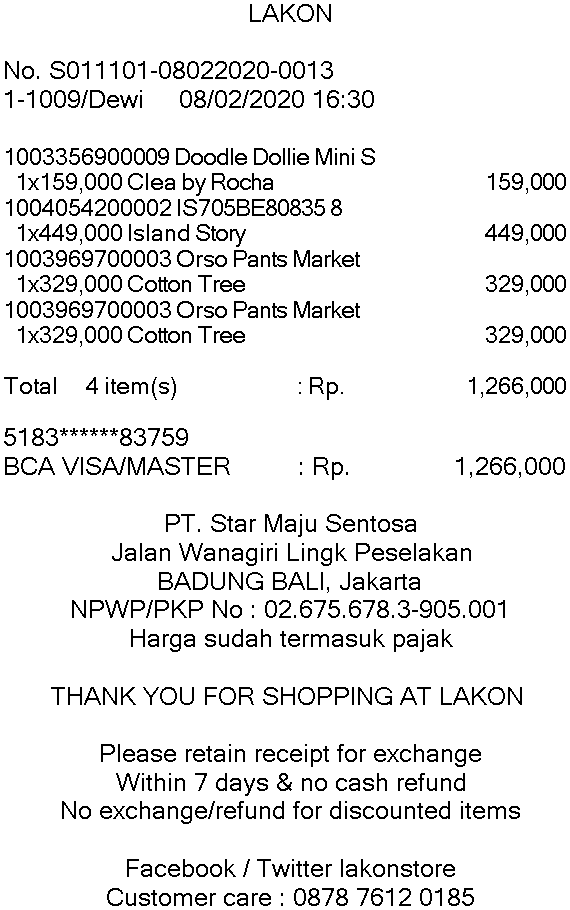 LAKON
No. S011101-08022020-0013
1-1009/Dewi 08/02/2020 16:30
1003356900009 Doodle Dollie Mini S
1x159,000 Clea by Rocha 159,000
1004054200002 IS705BE80835 8
1x449,000 Island Story 449,000
1003969700003 Orso Pants Market
1x329,000 Cotton Tree 329,000
1003969700003 Orso Pants Market
1x329,000 Cotton Tree 329,000
Total 4 item(s) : Rp. 1,266,000
5183******83759
BCA VISA/MASTER : Rp. 1,266,000
PT. Star Maju Sentosa
Jalan Wanagiri Lingk Peselakan
BADUNG BALI, Jakarta
NPWP/PKP No : 02.675.678.3-905.001
Harga sudah termasuk pajak
THANK YOU FOR SHOPPING AT LAKON
Please retain receipt for exchange
Within 7 days & no cash refund
No exchange/refund for discounted items
Facebook / Twitter lakonstore
Customer care : 0878 7612 0185